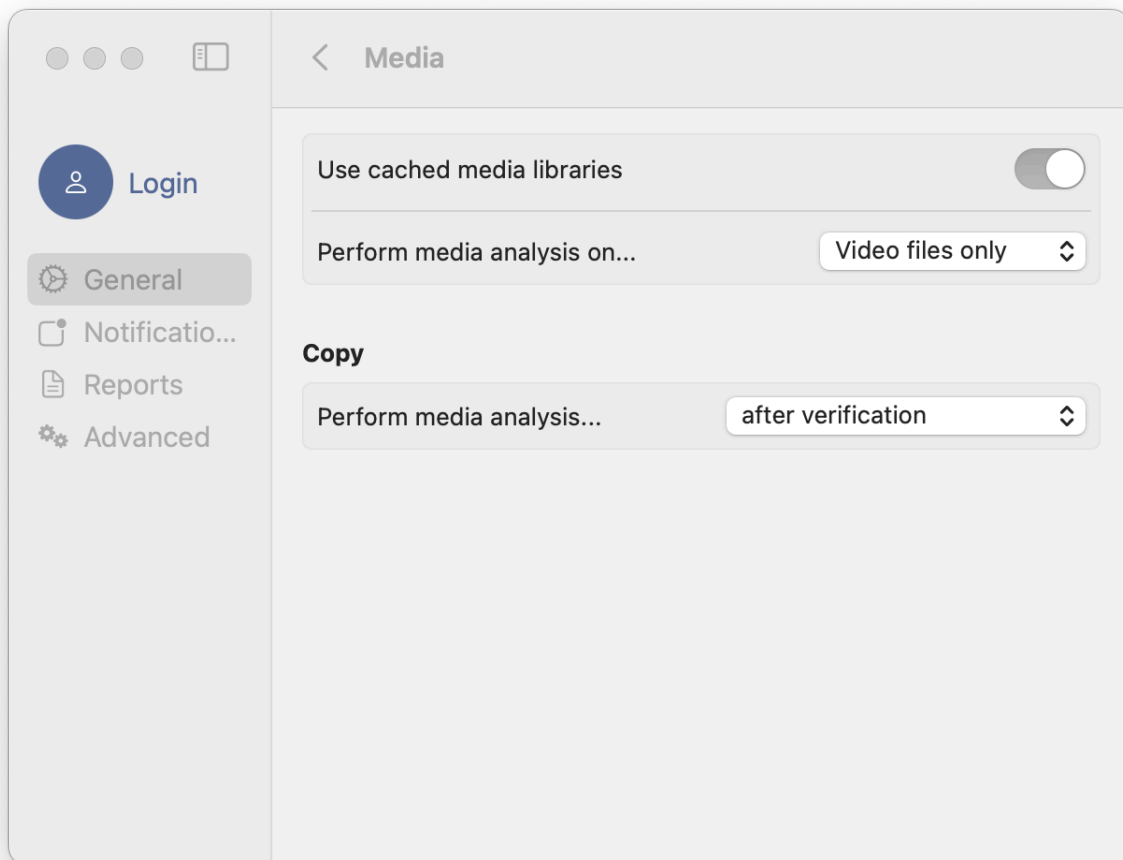 Media
Login
General
Notificatio...
Reports
Advanced
Use cached media libraries
Perform media analysis on...
Video files only
Copy
Perform media analysis...
after verification